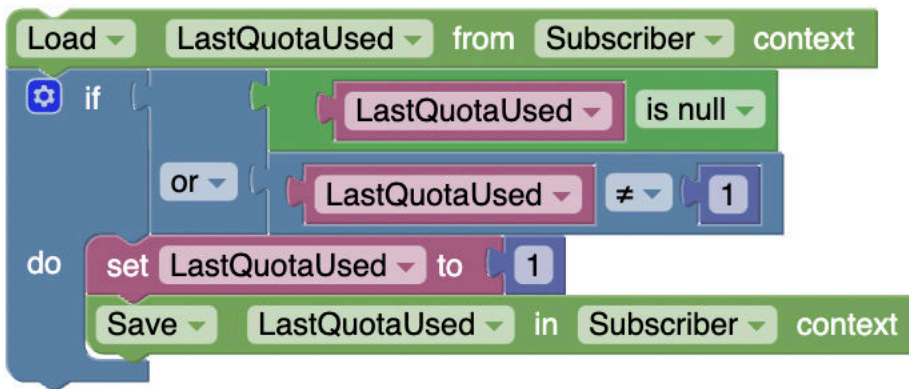 Load LastQuotaUsed from Subscriber context
if LastQuotaUsed is null
or LastQuotaUsed ≠ 1
do set LastQuotaUsed to 1
Save LastQuotaUsed in Subscriber context